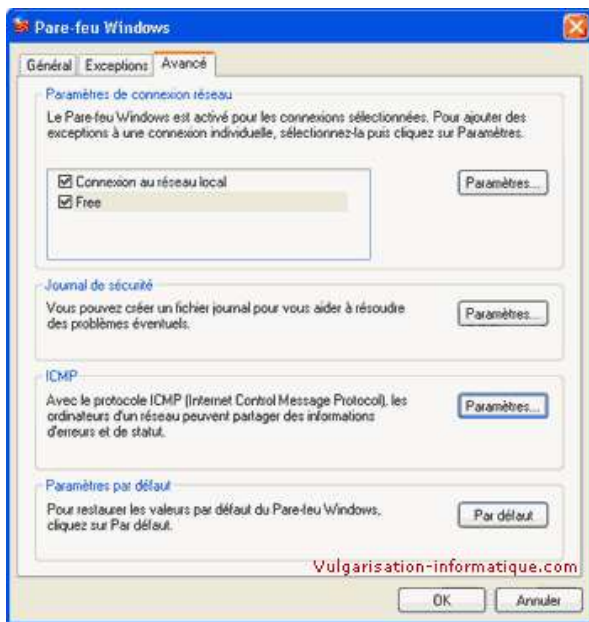 Pare-feu Windows
Général Exceptions Avancé
Paramètres de connexion réseau
Le Pare-feu Windows est activé pour les connexions sélectionnées. Pour ajouter des
exceptions à une connexion individuelle, sélectionnez-la puis cliquez sur Paramètres.
Connexion au réseau local
Free
Paramètres...
Journal de sécurité
Vous pouvez créer un fichier journal pour vous aider à résoudre
des problèmes éventuels.
Paramètres...
ICMP
Avec le protocole ICMP (Internet Control Message Protocol), les
ordinateurs d'un réseau peuvent partager des informations
d'erreurs et de statut.
Paramètres...
Paramètres par défaut
Pour restaurer les valeurs par défaut du Pare-feu Windows,
cliquez sur Par défaut.
Par défaut
Vulgarisation-informatique.com
OK Annuler